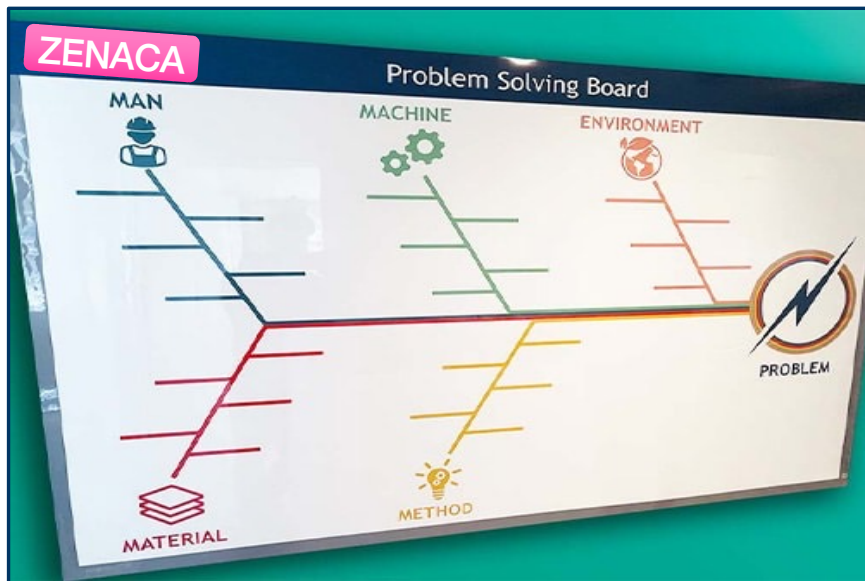 ZENACA
Problem Solving Board
MAN
MACHINE
ENVIRONMENT
PROBLEM
MATERIAL
METHOD